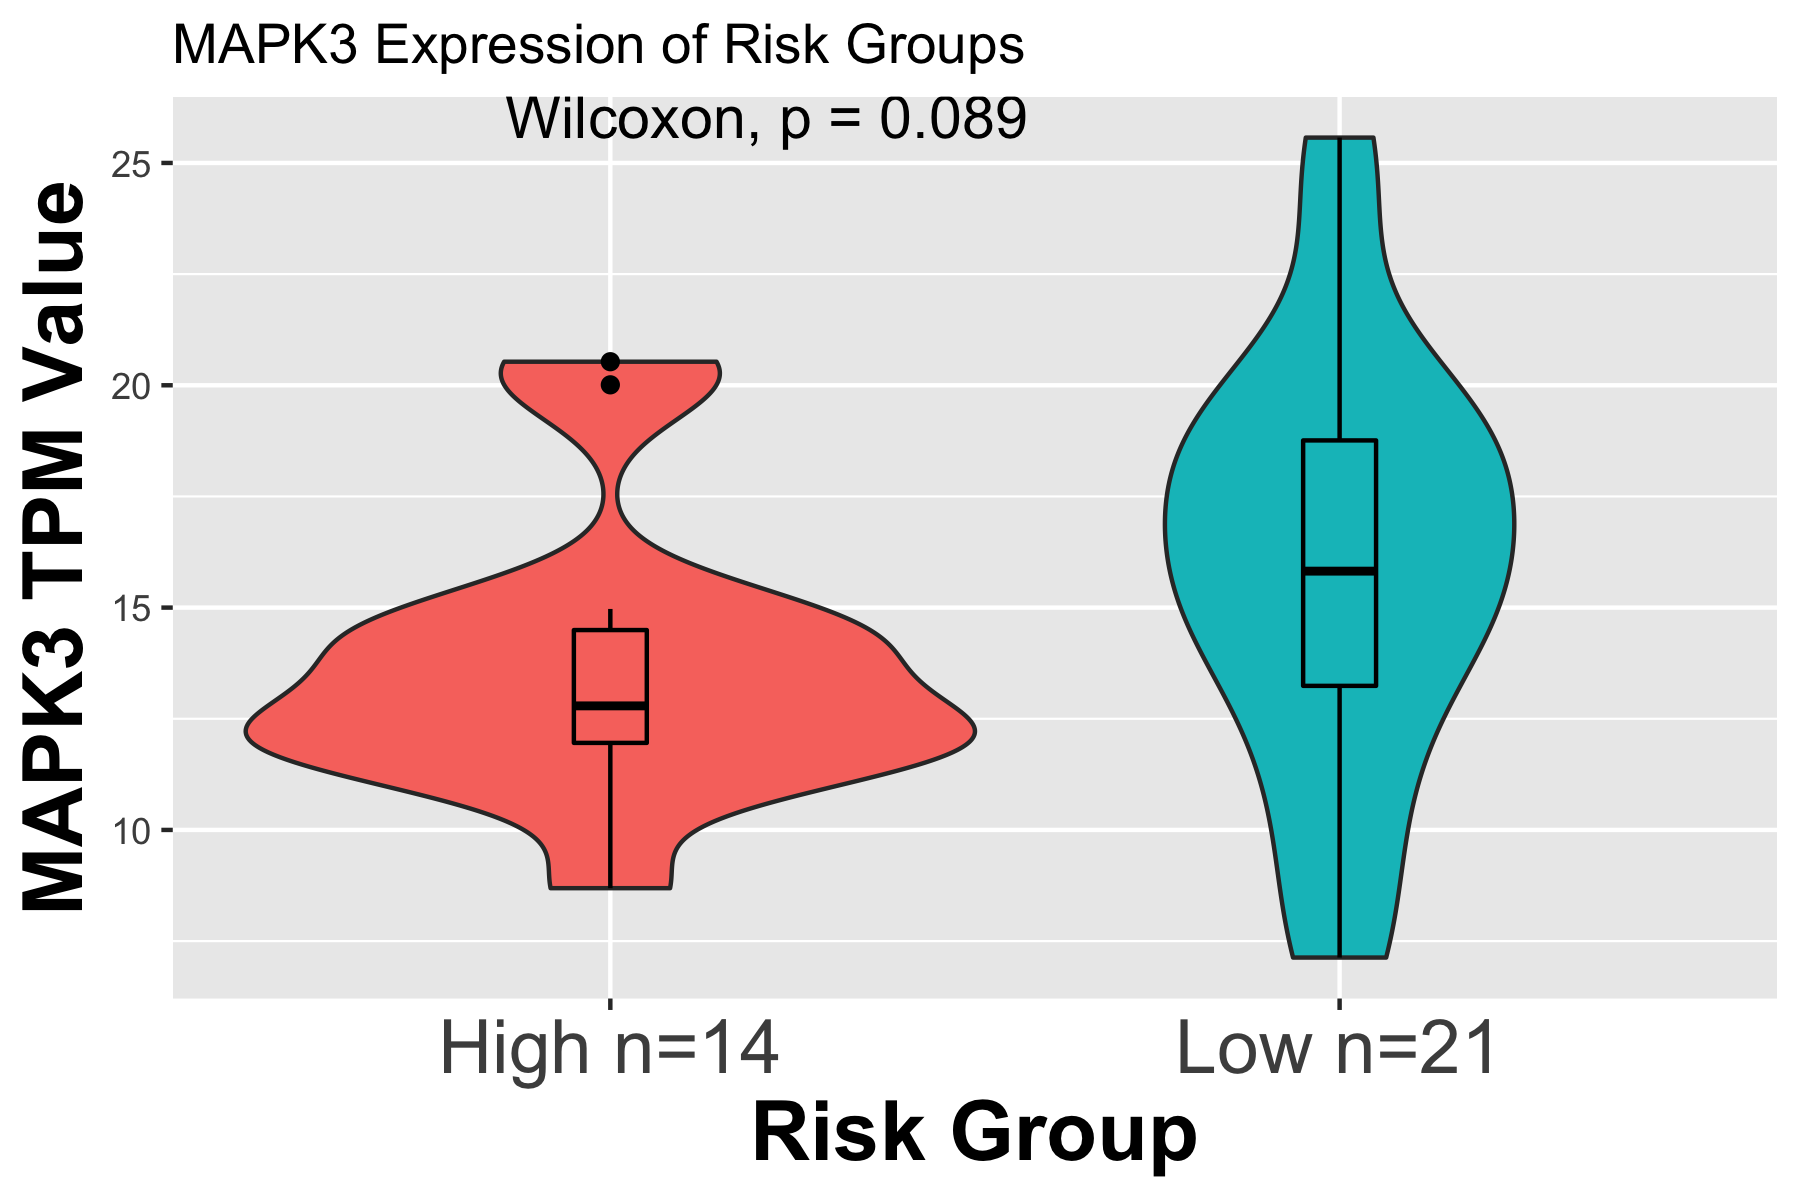 MAPK3 Expression of Risk Groups
Wilcoxon, p = 0.089
MAPK3 TPM Value
25
20
15
10
High n=14
Low n=21
Risk Group